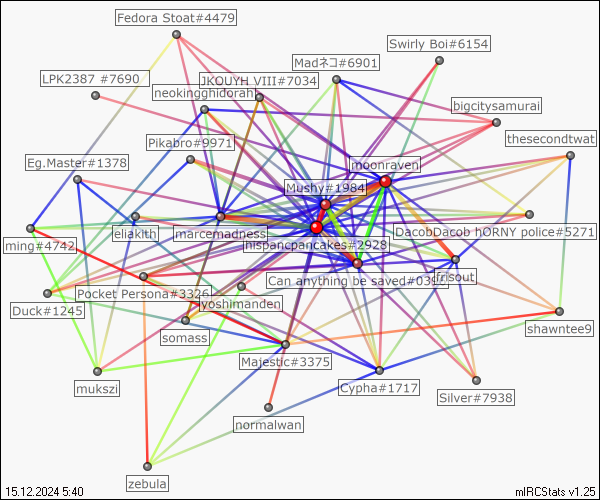 Fedora Stoat#4479
Swirly Boi#6154
Madネコ#6901
LPK2387 #7690
JKOUYH VIII#7034
neokingghidorah
bigcitysamurai
thesecondtwat
Pikabro#9971
Eg.Master#1378
moonraven
Mushy#1984
DacobDacob hORNY police#5271
eliakith
marcemadness
ming#4742
hispancpancakes#2928
Can anything be saved#03
frisout
Pocket Persona#3326
yoshimanden
Duck#1245
somass
shawntee9
Majestic#3375
mukszi
Cypha#1717
Silver#7938
normalwan
zebula
15.12.2024 5:40
mIRCStats v1.25